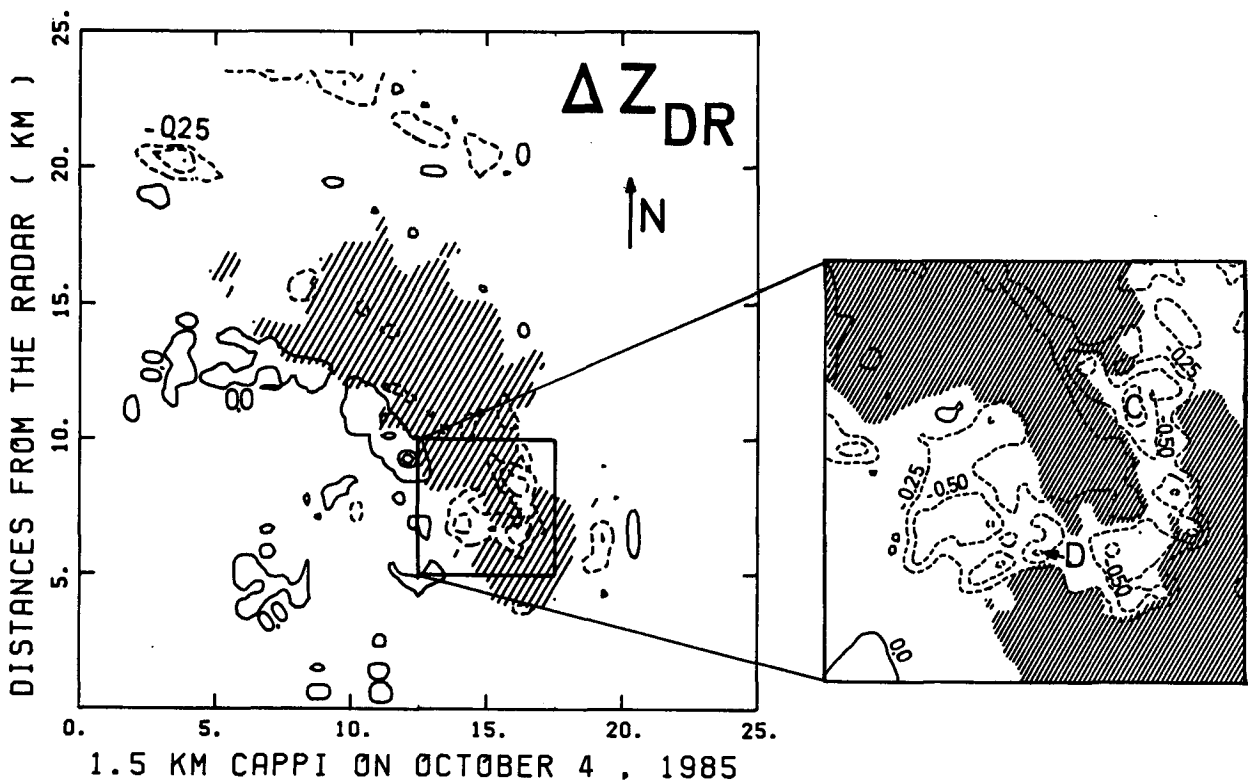 DISTANCES FROM THE RADAR ( KM )
25.
20.
15.
10.
5.
0. 5. 10. 15. 20. 25.
1.5 KM CAPPI ON OCTOBER 4 , 1985
Δ Z DR
N
-0.25
0.0
0.0
0.0
-0.25
C
-0.50
-0.25
-0.50
D
-0.50
0.0